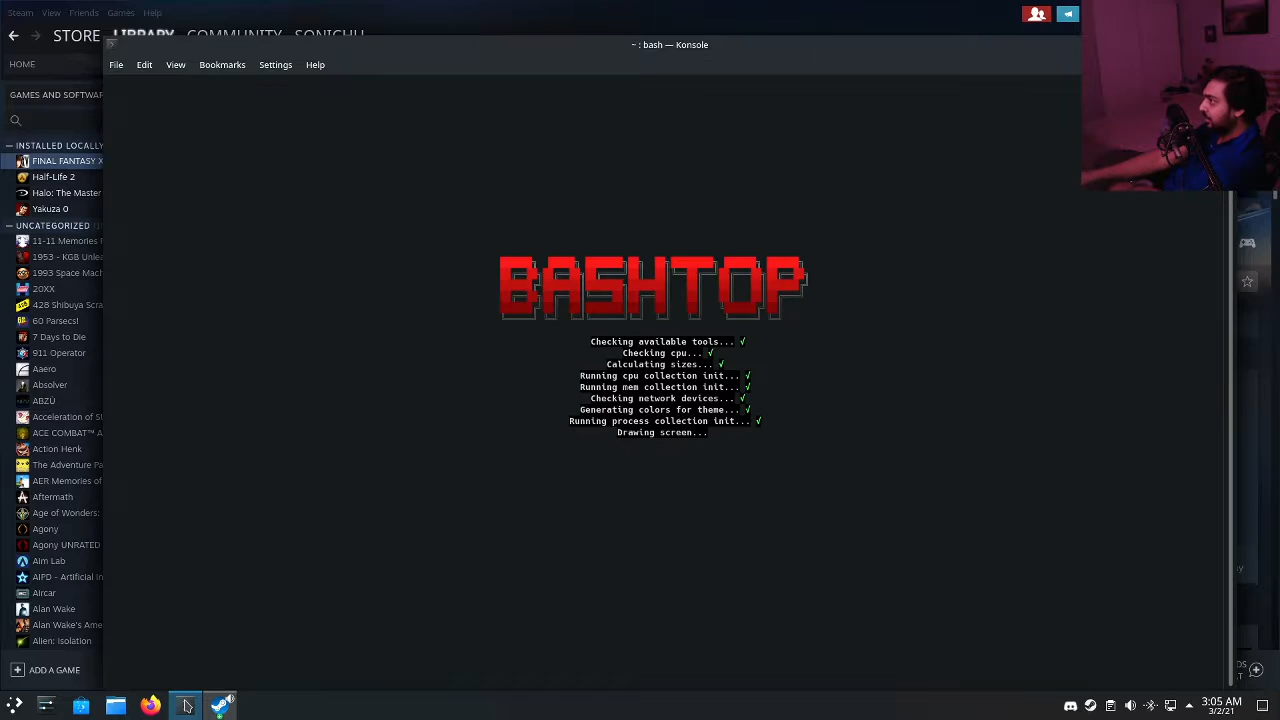 Steam View Friends Games Help
STORE LIBRARY COMMUNITY SONICHU
~ : bash — Konsole
File Edit View Bookmarks Settings Help
HOME
GAMES AND SOFTWAR
INSTALLED LOCALLY
FINAL FANTASY X
Half-Life 2
Halo: The Master
Yakuza 0
UNCATEGORIZED
11-11 Memories
1953 - KGB Unlea
1993 Space Mach
20XX
428 Shibuya Scra
60 Parsecs!
7 Days to Die
911 Operator
Aaero
Absolver
ABZÛ
Acceleration of S
ACE COMBAT™
Action Henk
The Adventure Pa
AER Memories of
Aftermath
Age of Wonders:
Agony
Agony UNRATED
Aim Lab
AIPD - Artificial In
Aircar
Alan Wake
Alan Wake's Ame
Alien: Isolation
ADD A GAME
BASHTOP
Checking available tools... √
Checking cpu... √
Calculating sizes... √
Running cpu collection init... √
Running mem collection init... √
Checking network devices... √
Generating colors for theme... √
Running process collection init... √
Drawing screen...
3:05 AM
3/2/21